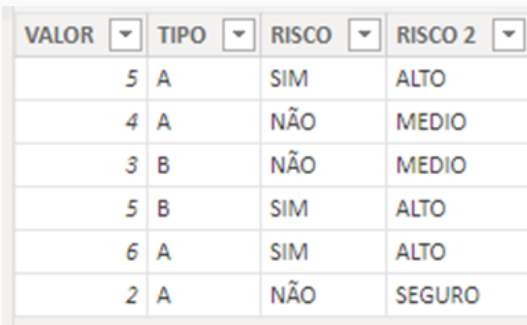 VALOR TIPO RISCO RISCO 2
5 A SIM ALTO
4 A NÃO MEDIO
3 B NÃO MEDIO
5 B SIM ALTO
6 A SIM ALTO
2 A NÃO SEGURO